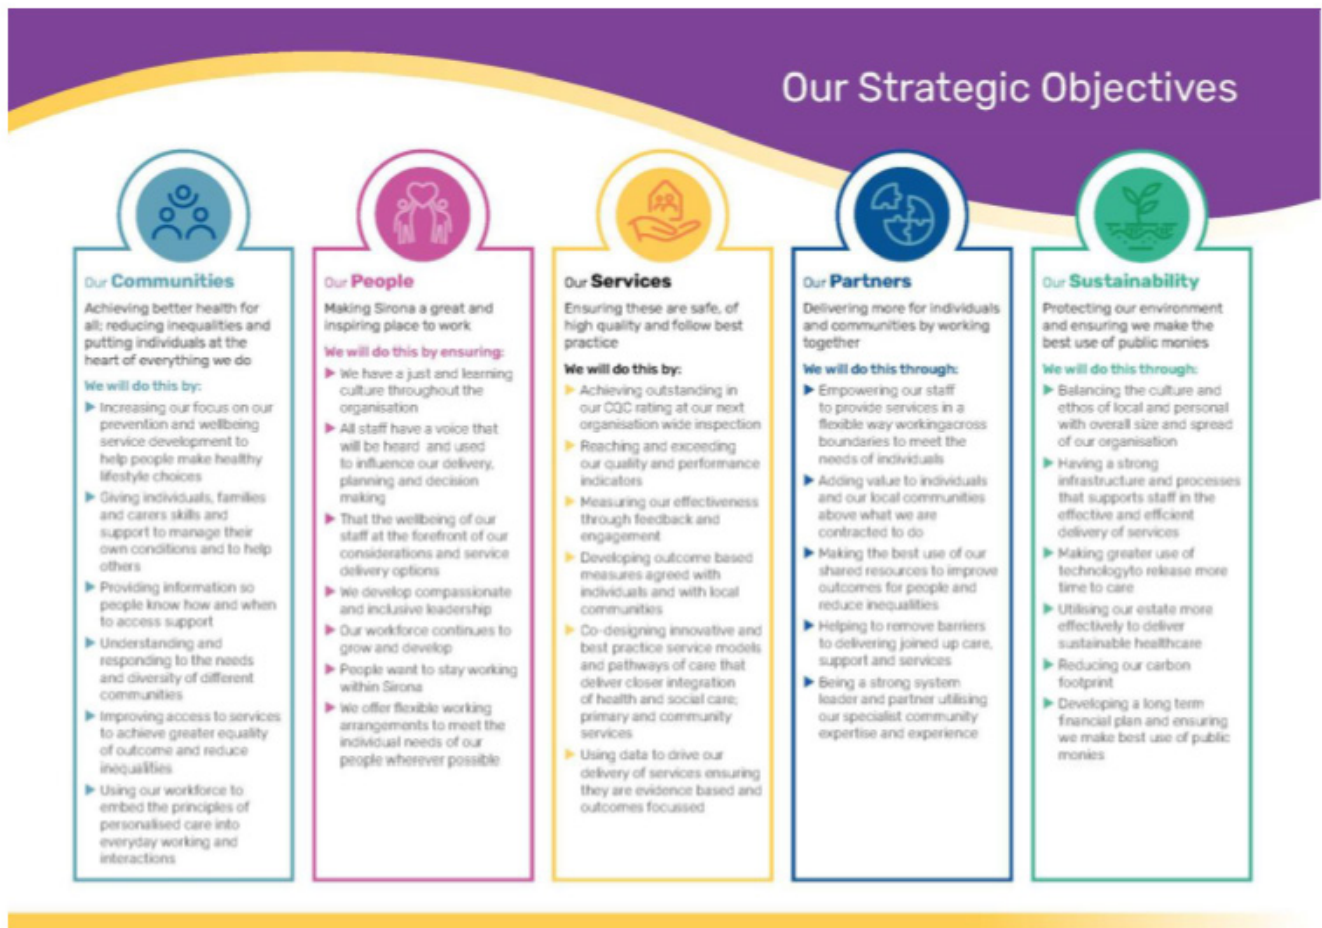 Our Strategic Objectives
Our Communities
Achieving better health for
all; reducing inequalities and
putting individuals at the
heart of everything we do
We will do this by:
Increasing our focus on our
prevention and wellbeing
service development to
help people make healthy
lifestyle choices
Giving individuals, families
and carers skills and
support to manage their
own conditions and to help
others
Providing information so
people know how and when
to access support
Understanding and
responding to the needs
and diversity of different
communities
Improving access to services
to achieve greater equality
of outcome and reduce
inequalities
Using our workforce to
embed the principles of
personalised care into
everyday working and
interactions
Our People
Making Sirona a great and
inspiring place to work
We will do this by ensuring:
We have a just and learning
culture throughout the
organisation
All staff have a voice that
will be heard and used
to influence our delivery,
planning and decision
making
That the wellbeing of our
staff at the forefront of our
considerations and service
delivery options
We develop compassionate
and inclusive leadership
Our workforce continues to
grow and develop
People want to stay working
within Sirona
We offer flexible working
arrangements to meet the
individual needs of our
people wherever possible
Our Services
Ensuring these are safe, of
high quality and follow best
practice
We will do this by:
Achieving outstanding in
our CQC rating at our next
organisation wide inspection
Reaching and exceeding
our quality and performance
indicators
Measuring our effectiveness
through feedback and
engagement
Developing outcome based
measures agreed with
individuals and with local
communities
Co-designing innovative and
best practice service models
and pathways of care that
deliver closer integration
of health and social care;
primary and community
services
Using data to drive our
delivery of services ensuring
they are evidence based and
outcomes focussed
Our Partners
Delivering more for individuals
and communities by working
together
We will do this through:
Empowering our staff
to provide services in a
flexible way workingacross
boundaries to meet the
needs of individuals
Adding value to individuals
and our local communities
above what we are
contracted to do
Making the best use of our
shared resources to improve
outcomes for people and
reduce inequalities
Helping to remove barriers
to delivering joined up care,
support and services
Being a strong system
leader and partner utilising
our specialist community
expertise and experience
Our Sustainability
Protecting our environment
and ensuring we make the
best use of public monies
We will do this through:
Balancing the culture and
ethos of local and personal
with overall size and spread
of our organisation
Having a strong
infrastructure and processes
that supports staff in the
effective and efficient
delivery of services
Making greater use of
technologyto release more
time to care
Utilising our estate more
effectively to deliver
sustainable healthcare
Reducing our carbon
footprint
Developing a long term
financial plan and ensuring
we make best use of public
monies